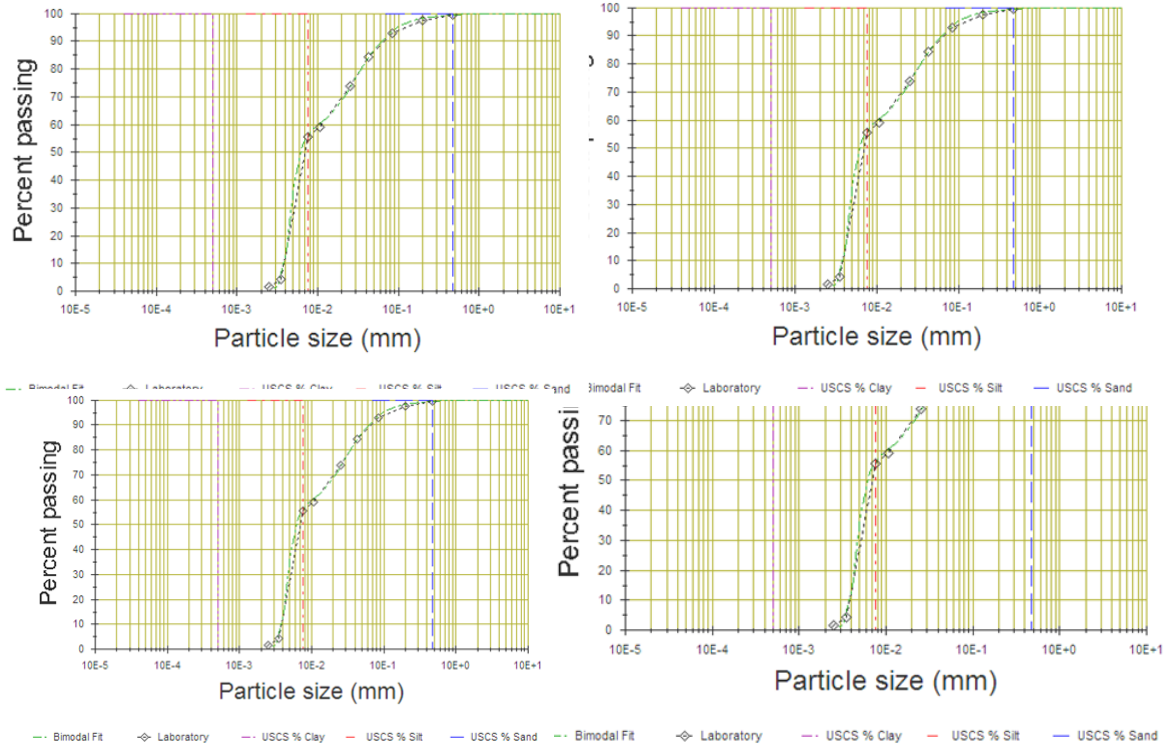 100
90
80
70
60
50
40
30
20
10
0
Percent passing
10E-5 10E-4 10E-3 10E-2 10E-1 10E+0 10E+1
Particle size (mm)
100
90
80
70
60
50
40
30
20
10
0
10E-5 10E-4 10E-3 10E-2 10E-1 10E+0 10E+1
Particle size (mm)
Bimodal Fit Laboratory USCS % Clay USCS % Silt USCS % Sand
100
90
80
70
60
50
40
30
20
10
0
Percent passing
10E-5 10E-4 10E-3 10E-2 10E-1 10E+0 10E+1
Particle size (mm)
Bimodal Fit Laboratory USCS % Clay USCS % Silt USCS % Sand
Bimodal Fit Laboratory USCS % Clay USCS % Silt USCS % Sand
70
60
50
40
30
20
10
0
Percent passi
10E-5 10E-4 10E-3 10E-2 10E-1 10E+0 10E+1
Particle size (mm)
Bimodal Fit Laboratory USCS % Clay USCS % Silt USCS % Sand